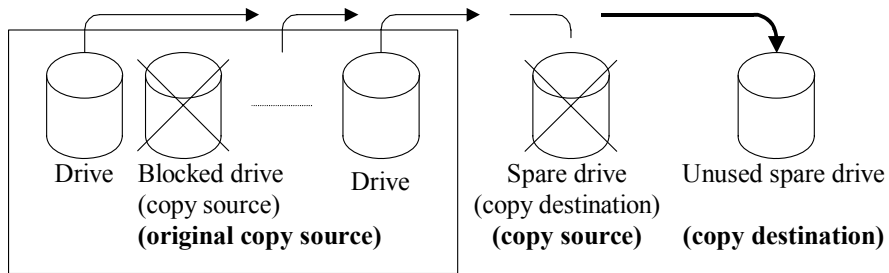 Drive
Blocked drive
(copy source)
(original copy source)
Drive
Spare drive
(copy destination)
(copy source)
Unused spare drive
(copy destination)